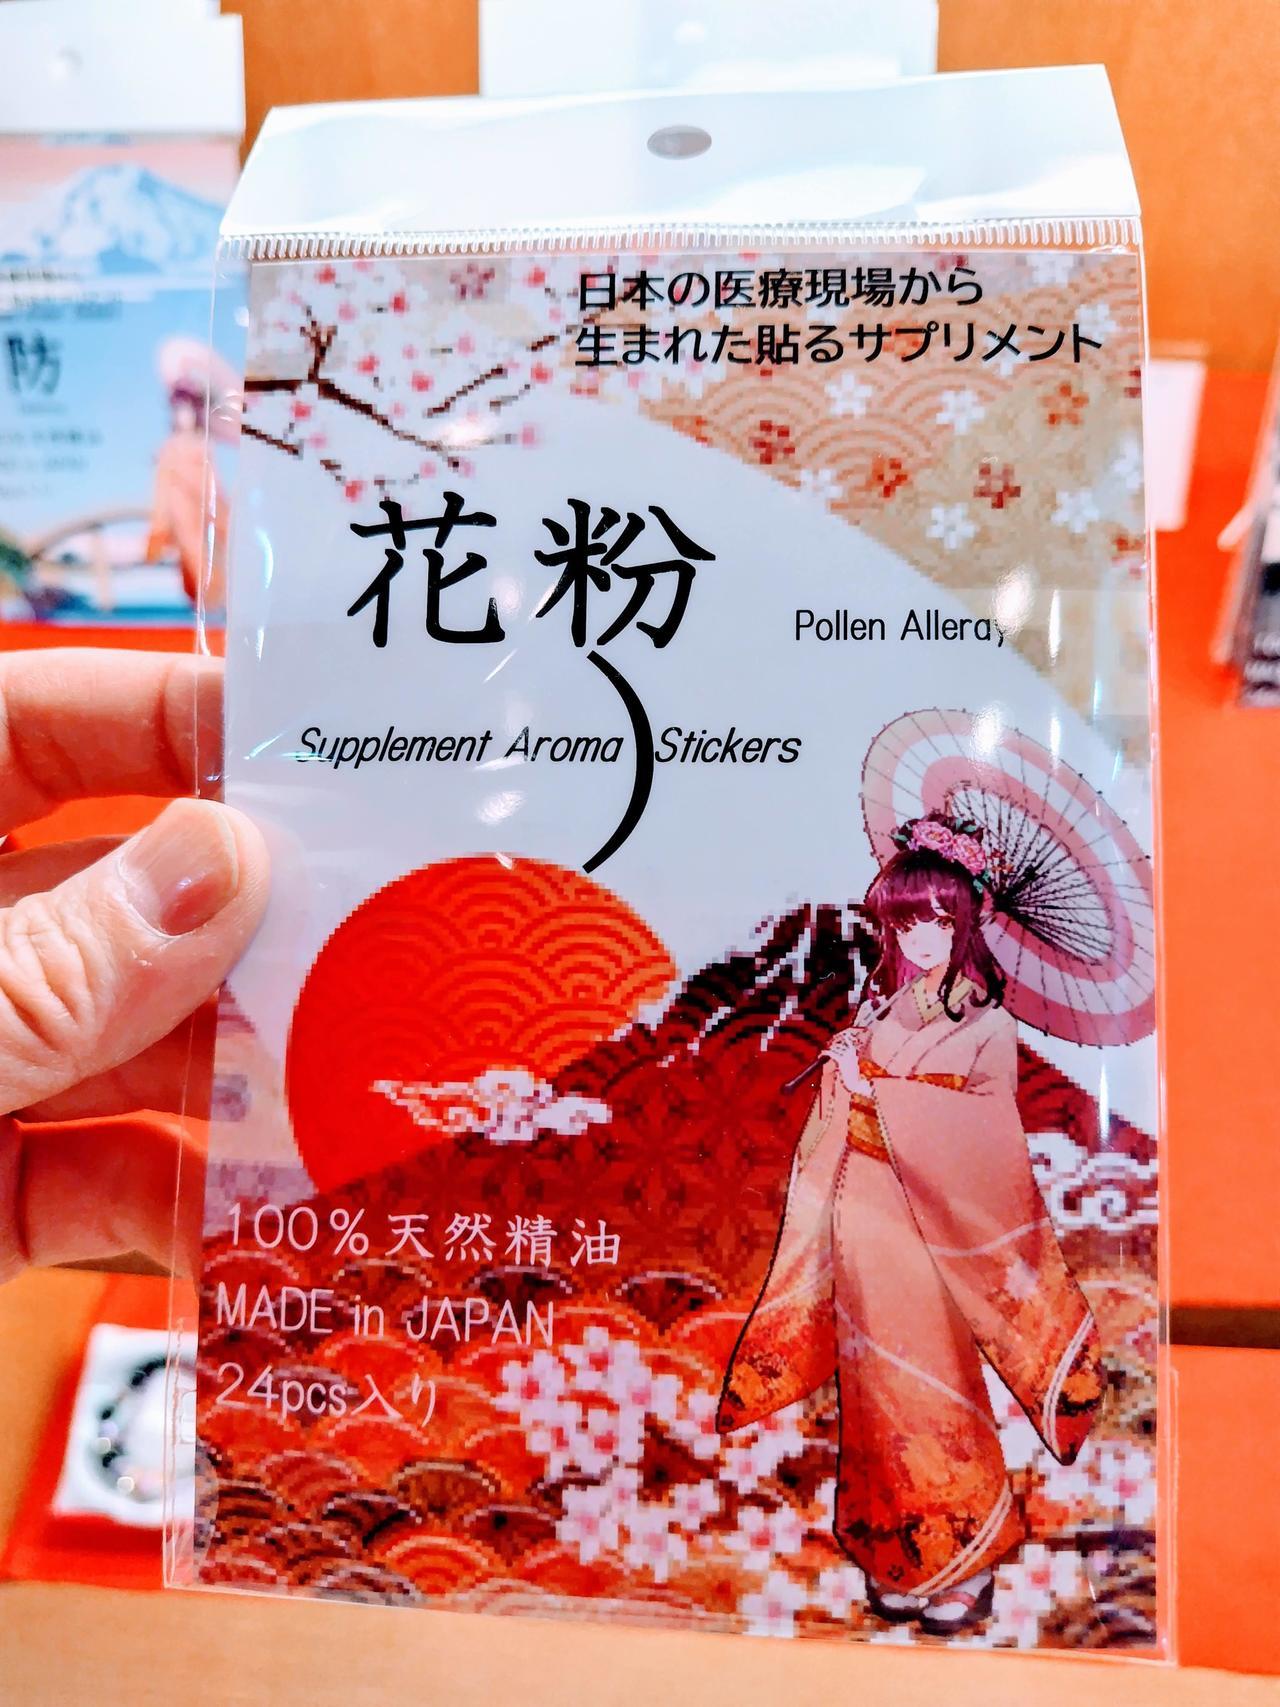 日本の医療現場から
生まれた貼るサプリメント
花粉
Pollen Alleray
Supplement Aroma Stickers
100%天然精油
MADE in JAPAN
24pcs入り
防